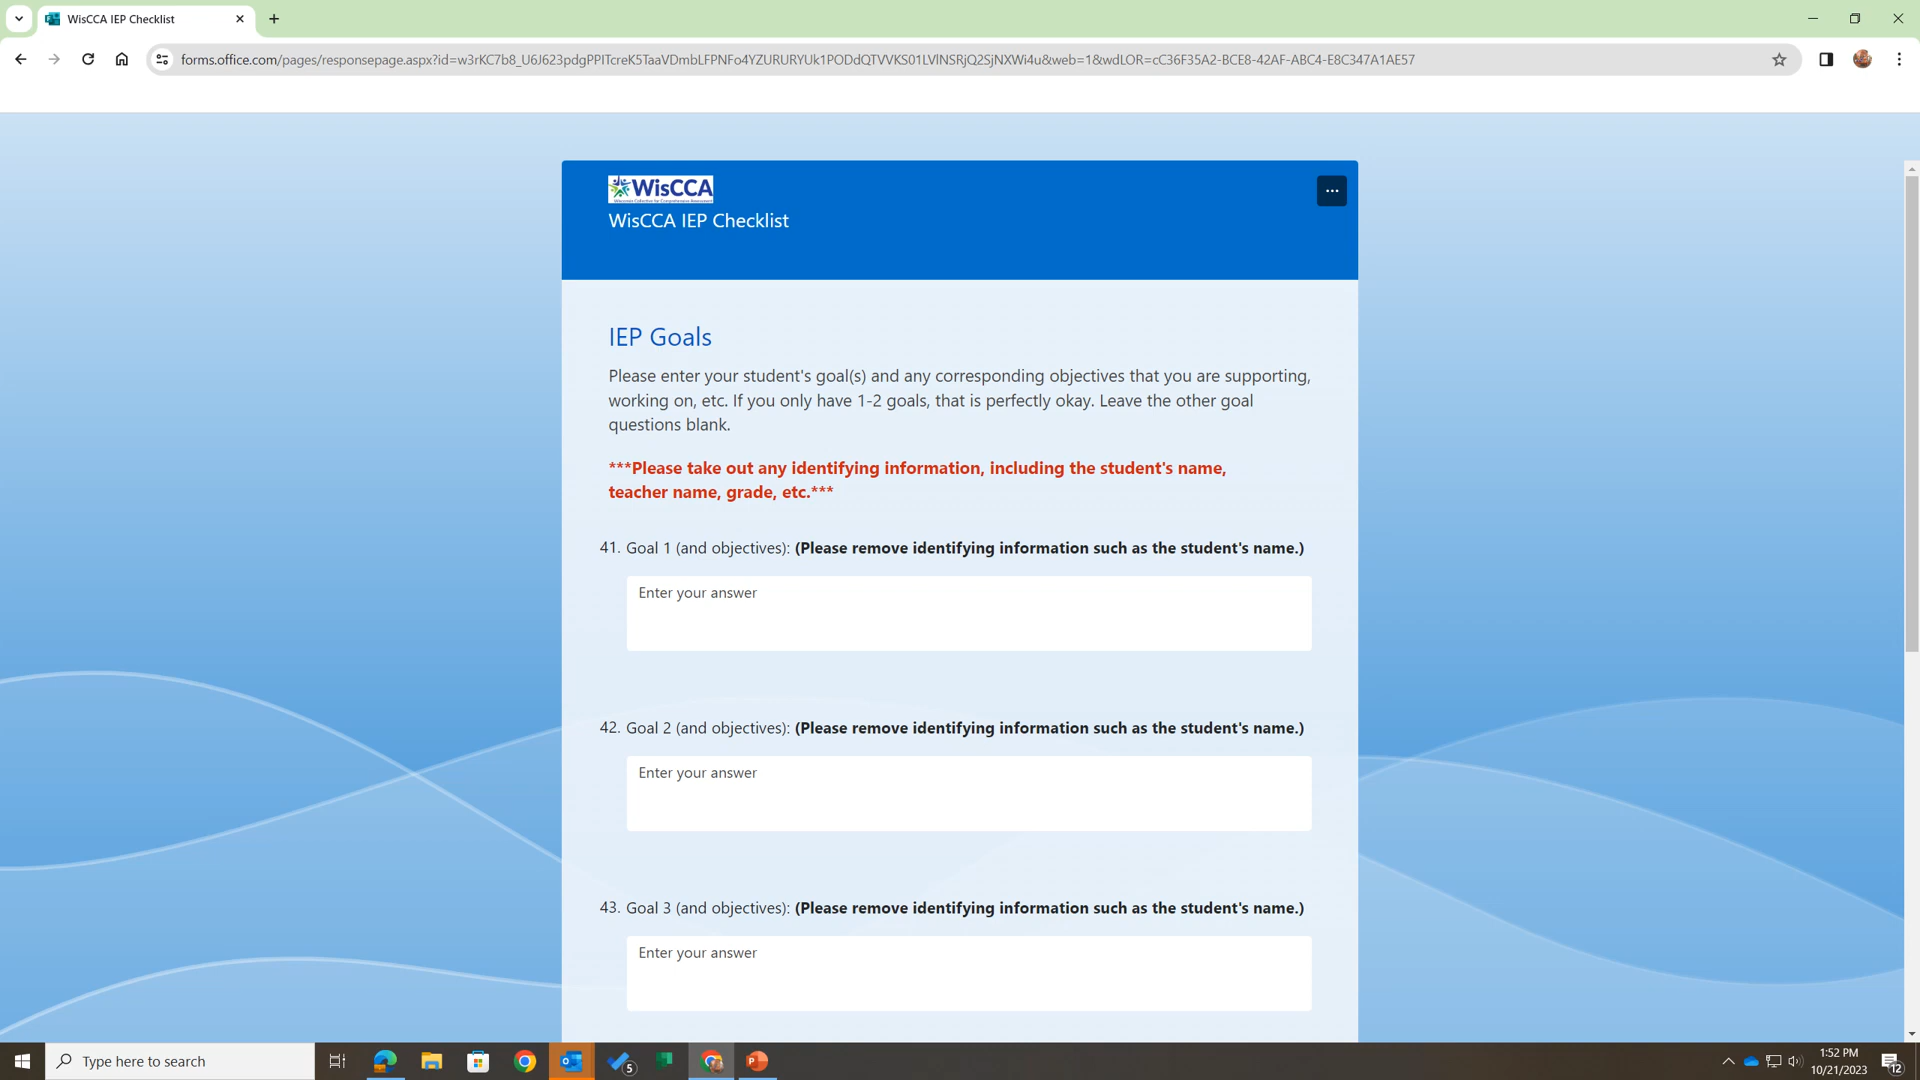 WisCCA IEP Checklist
forms.office.com/pages/responsepage.aspx?id=w3rKC7b8_U6J623pdgPPITcreK5TaaVDmbLFPNFo4YZURURYUk1PODdQTVVKS01LVlNSRjQ2SjNXWi4u&web=1&wdLOR=cC36F35A2-BCE8-42AF-ABC4-E8C347A1AE57
WisCCA
WisCCA IEP Checklist
IEP Goals
Please enter your student's goal(s) and any corresponding objectives that you are supporting,
working on, etc. If you only have 1-2 goals, that is perfectly okay. Leave the other goal
questions blank.
***Please take out any identifying information, including the student's name,
teacher name, grade, etc.***
41. Goal 1 (and objectives): (Please remove identifying information such as the student's name.)
Enter your answer
42. Goal 2 (and objectives): (Please remove identifying information such as the student's name.)
Enter your answer
43. Goal 3 (and objectives): (Please remove identifying information such as the student's name.)
Enter your answer
Type here to search
5
1:52 PM
10/21/2023
12